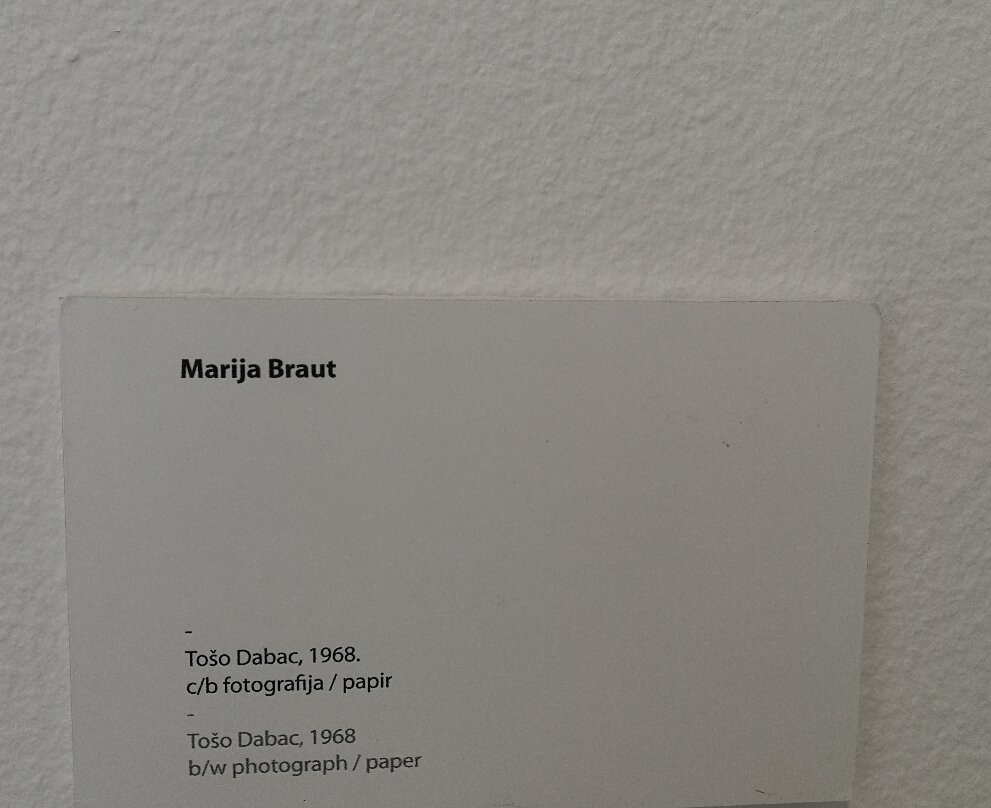 Marija Braut
-
Tošo Dabac, 1968.
c/b fotografija / papir
-
Tošo Dabac, 1968
b/w photograph / paper